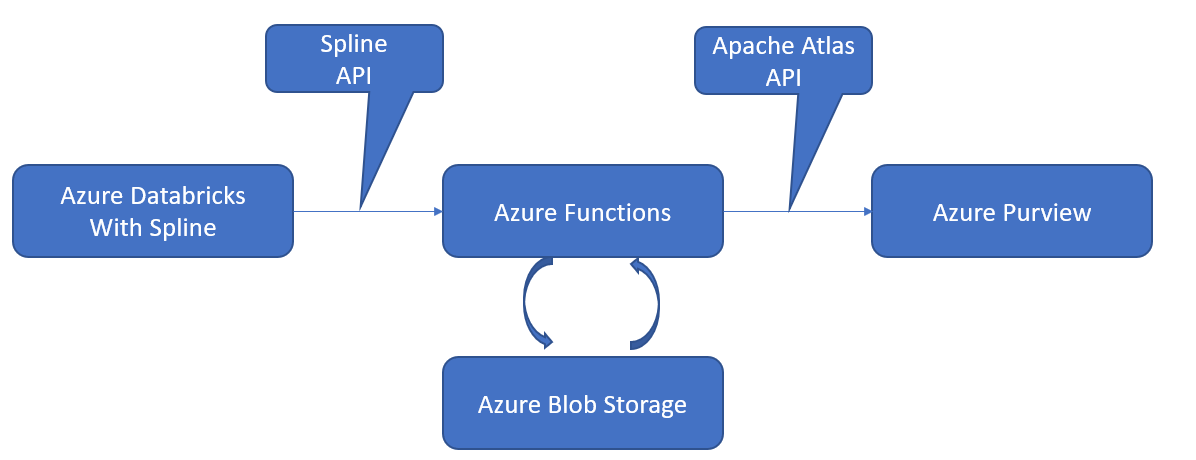 Spline
API
Apache Atlas
API
Azure Databricks
With Spline
Azure Functions
Azure Purview
Azure Blob Storage